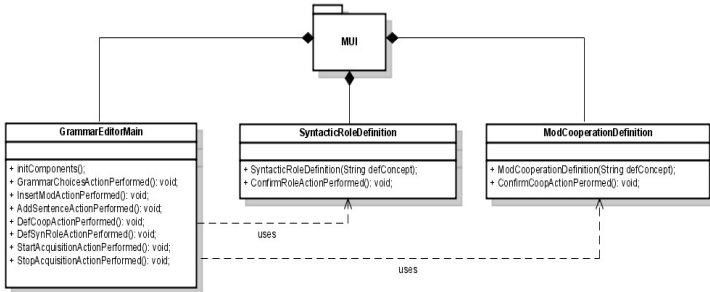 MUI
GrammarEditorMain
+ initComponents();
+ GrammarChoicesActionPerformed(): void;
+ InsertModActionPerformed(): void;
+ AddSentenceActionPerformed(): void;
+ DefCoopActionPerformed(): void;
+ DefSynRoleActionPerformed(): void;
+ StartAcquisitionActionPerformed(): void;
+ StopAcquisitionActionPerformed(): void;
SyntacticRoleDefinition
+ SyntacticRoleDefinition(String defConcept);
+ ConfirmRoleActionPerformed(): void;
ModCooperationDefinition
+ ModCooperationDefinition(String defConcept);
+ ConfirmCoopActionPerormed(): void;
uses
uses